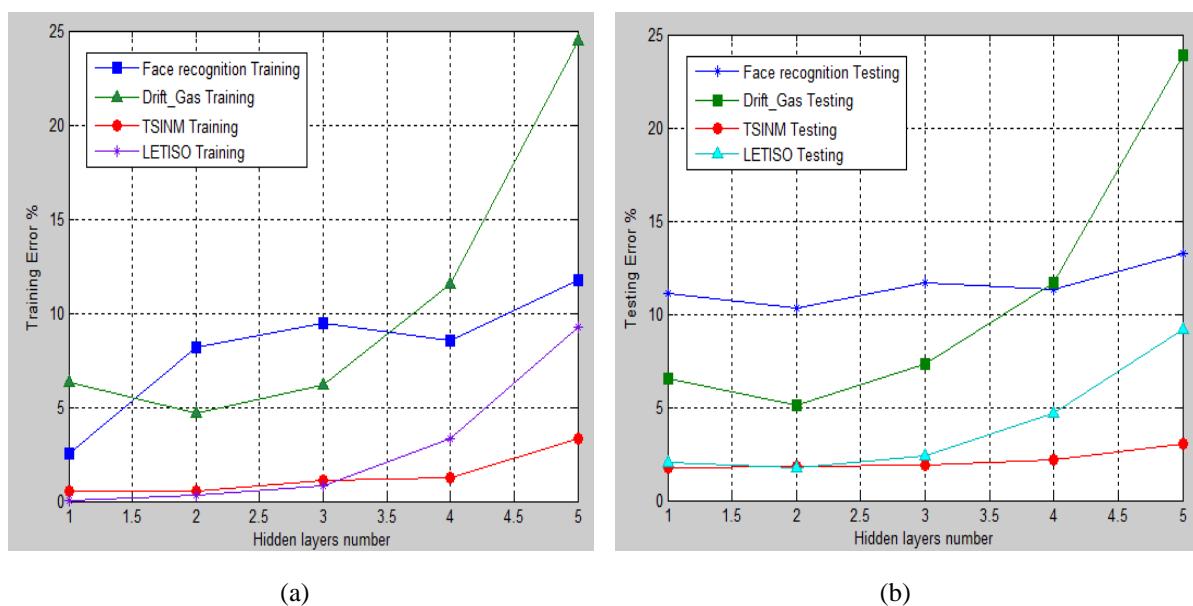 25
20
15
10
5
0
Training Error %
Face recognition Training
Drift_Gas Training
TSINM Training
LETISO Training
1 1.5 2 2.5 3 3.5 4 4.5 5
Hidden layers number
(a)
25
20
15
10
5
0
Testing Error %
Face recognition Testing
Drift_Gas Testing
TSINM Testing
LETISO Testing
1 1.5 2 2.5 3 3.5 4 4.5 5
Hidden layers number
(b)